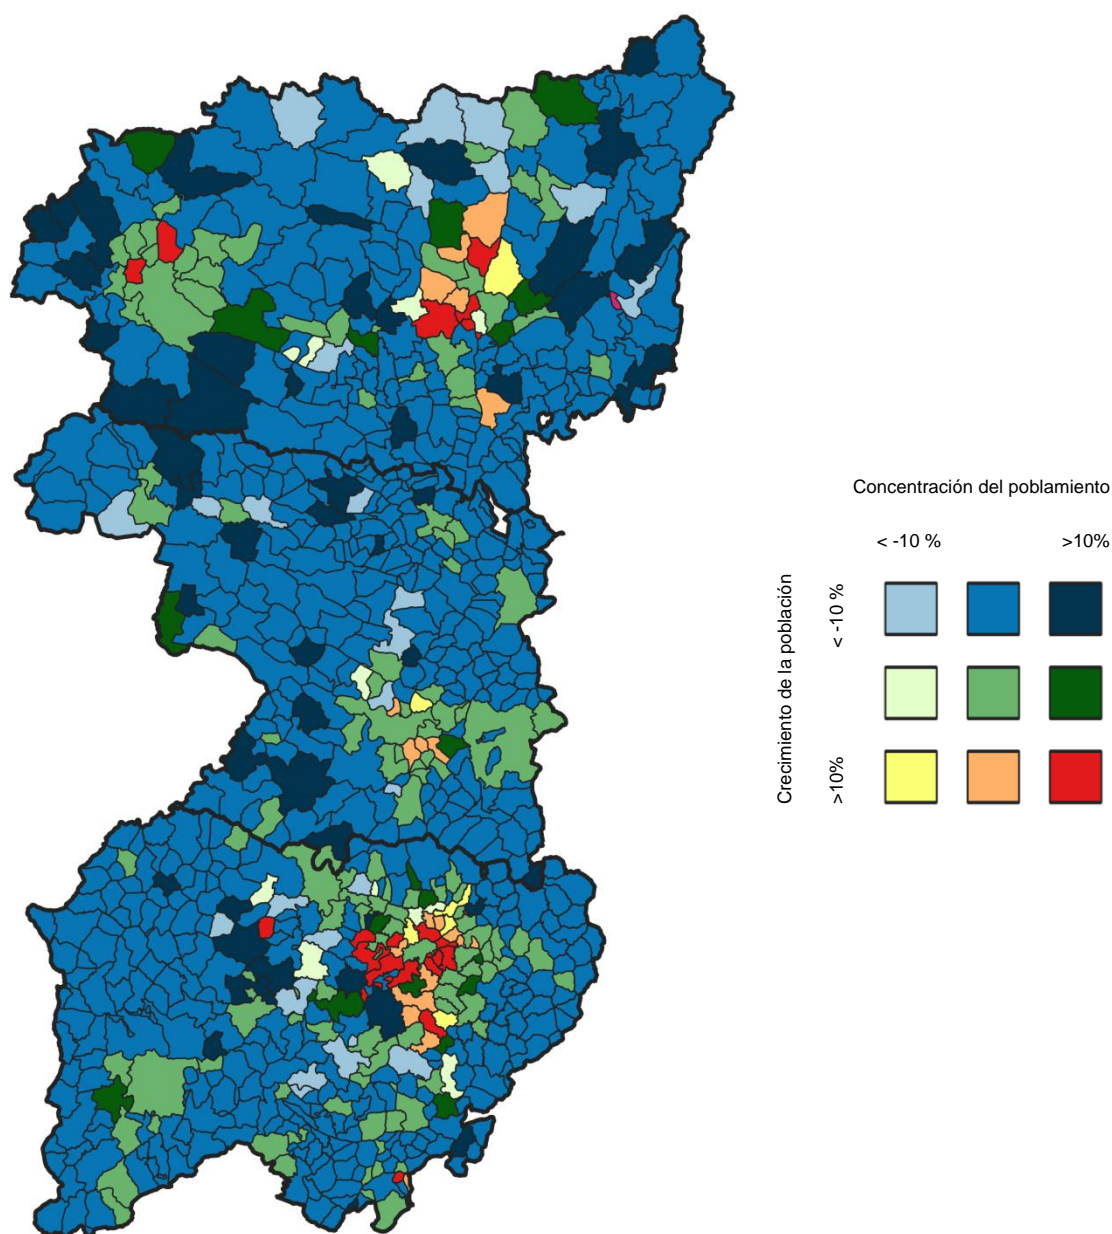 Concentración del poblamiento
< -10 %
>10%
Crecimiento de la población
< -10 %
>10%